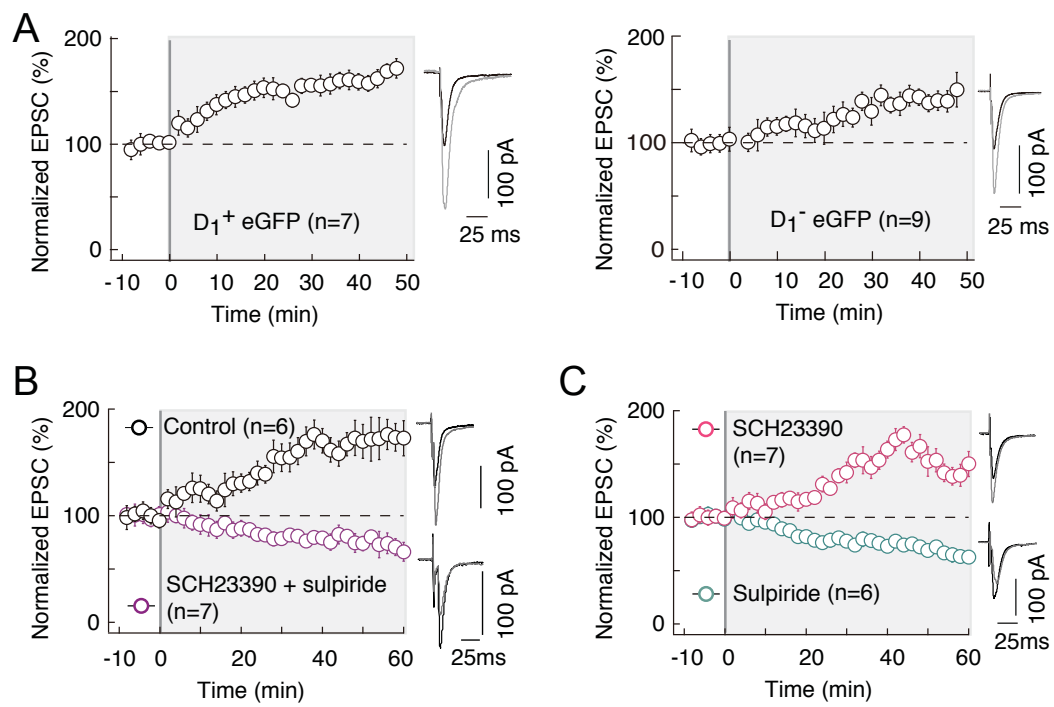 A
Normalized EPSC (%)
200
100
0
D1+ eGFP (n=7)
-10 0 10 20 30 40 50
Time (min)
100 pA
25 ms
Normalized EPSC (%)
200
100
0
D1- eGFP (n=9)
-10 0 10 20 30 40 50
Time (min)
100 pA
25 ms
B
Normalized EPSC (%)
200
100
0
Control (n=6)
SCH23390 + sulpiride
(n=7)
-10 0 20 40 60
Time (min)
100 pA
100 pA
25ms
C
Normalized EPSC (%)
200
100
0
SCH23390
(n=7)
Sulpiride (n=6)
-10 0 20 40 60
Time (min)
100 pA
100 pA
25ms